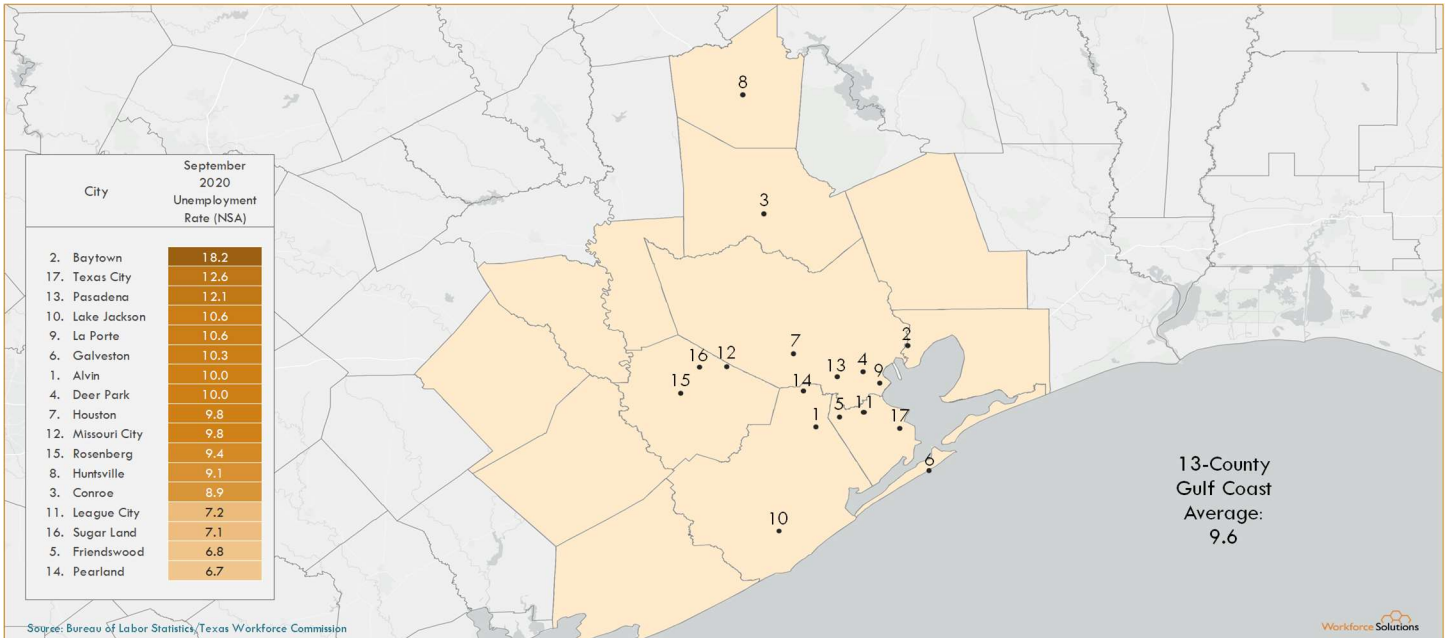 City
September
2020
Unemployment
Rate (NSA)
2. Baytown 18.2
17. Texas City 12.6
13. Pasadena 12.1
10. Lake Jackson 10.6
9. La Porte 10.6
6. Galveston 10.3
1. Alvin 10.0
4. Deer Park 10.0
7. Houston 9.8
12. Missouri City 9.8
15. Rosenberg 9.4
8. Huntsville 9.1
3. Conroe 8.9
11. League City 7.2
16. Sugar Land 7.1
5. Friendswood 6.8
14. Pearland 6.7
8
3
2
7
16 12
13 4
9
15
14
5 11
1
17
6
10
13-County
Gulf Coast
Average:
9.6
Source: Bureau of Labor Statistics/Texas Workforce Commission
Workforce Solutions